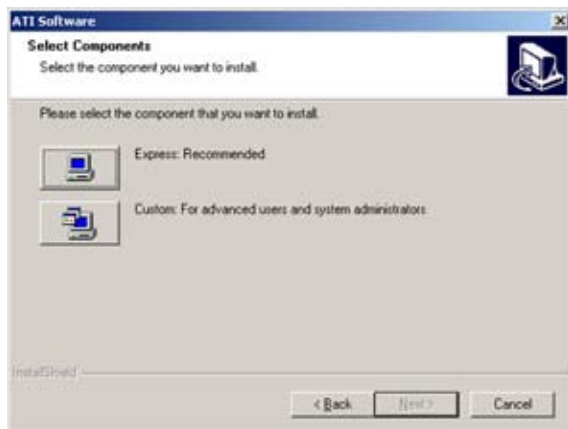 ATI Software
Select Components
Select the component you want to install.
Please select the component that you want to install.
Express: Recommended
Custom: For advanced users and system administrators
InstallShield
< Back
Next >
Cancel